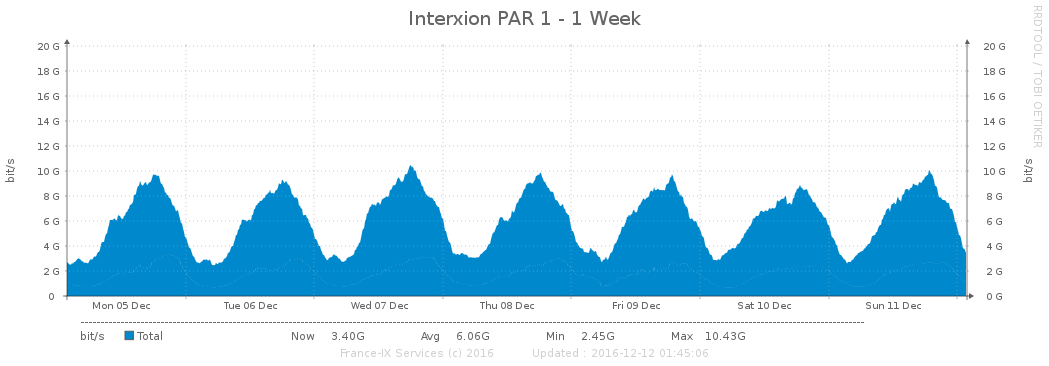 Interxion PAR 1 - 1 Week
RRDTOOL / TOBI OETIKER
20 G 20 G
18 G 18 G
16 G 16 G
14 G 14 G
12 G 12 G
10 G 10 G
8 G 8 G
6 G 6 G
4 G 4 G
2 G 2 G
0 0 G
bit/s
bit/s
Mon 05 Dec Tue 06 Dec Wed 07 Dec Thu 08 Dec Fri 09 Dec Sat 10 Dec Sun 11 Dec
bit/s Total Now 3.40G Avg 6.06G Min 2.45G Max 10.43G
France-IX Services (c) 2016 Updated : 2016-12-12 01:45:06